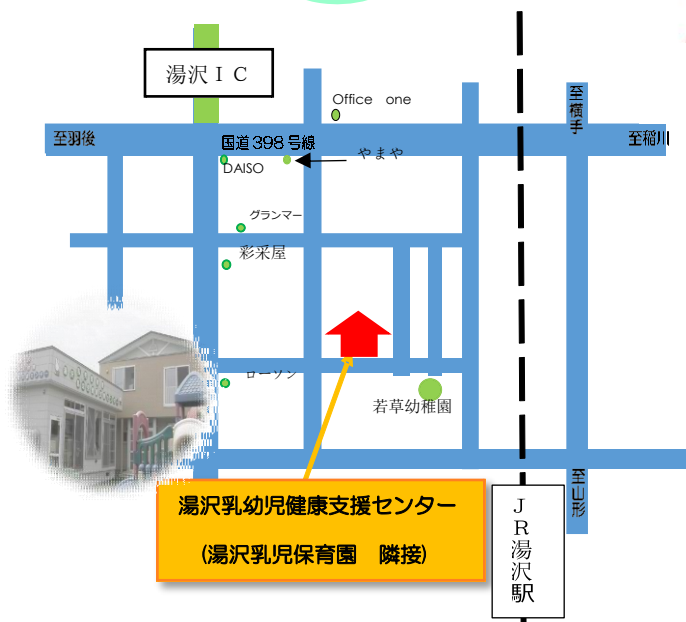 湯沢ＩＣ
Office one
至横手
至羽後
国道398号線
至稲川
やまや
DAISO
グランマー
彩采屋
ローソン
若草幼稚園
至山形
湯沢乳幼児健康支援センター
(湯沢乳児保育園　隣接)
ＪＲ湯沢駅